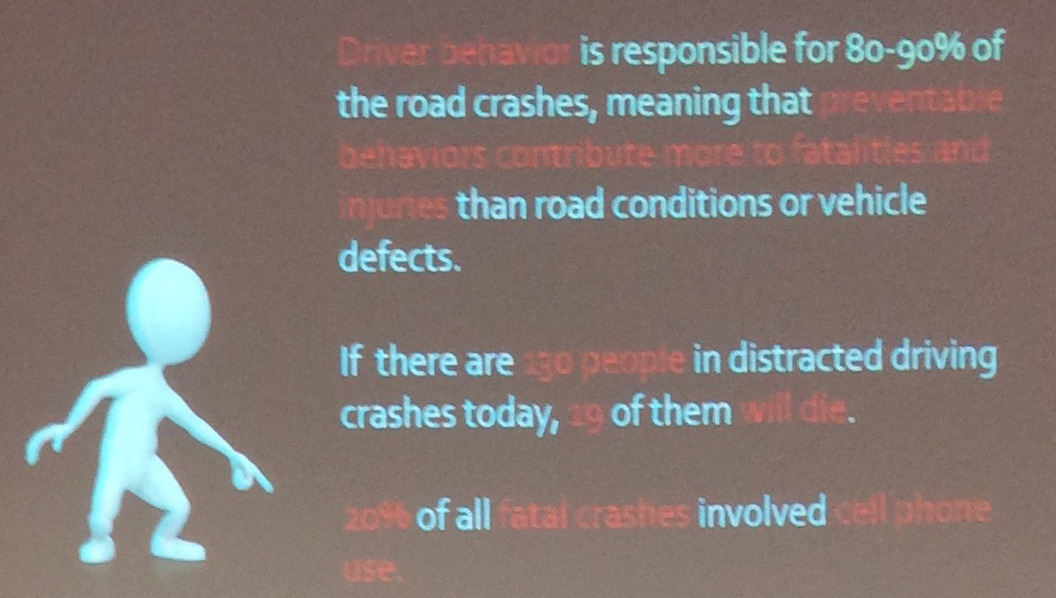 Driver behavior is responsible for 80-90% of
the road crashes, meaning that preventable
behaviors contribute more to fatalities and
injuries than road conditions or vehicle
defects.
If there are 130 people in distracted driving
crashes today, 19 of them will die.
20% of all fatal crashes involved cell phone
use.